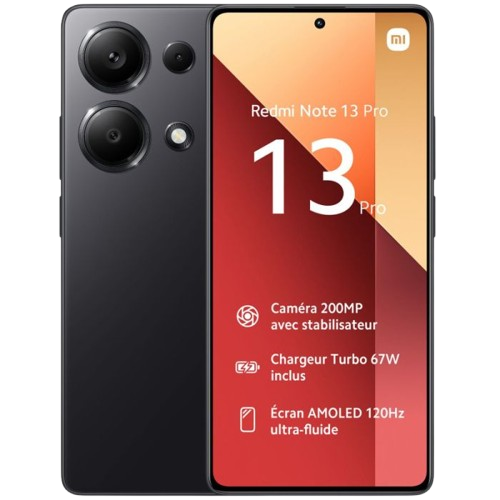 mi
Redmi Note 13 Pro
13 Pro
Caméra 200MP
avec stabilisateur
Chargeur Turbo 67W
inclus
Écran AMOLED 120Hz
ultra-fluide